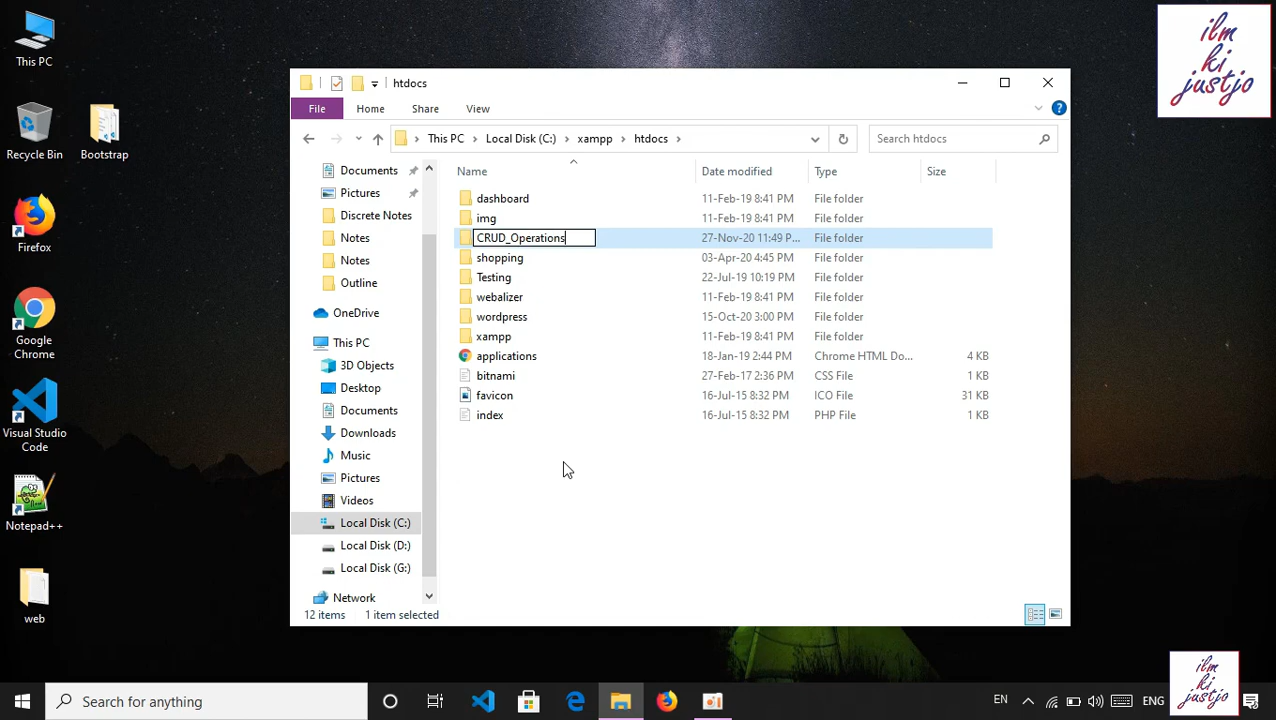 This PC
Recycle Bin
Bootstrap
Firefox
Google
Chrome
Visual Studio
Code
Notepad++
web
ilm
ki
justjo
htdocs
File
Home
Share
View
This PC
Local Disk (C:)
xampp
htdocs
Search htdocs
Name
Date modified
Type
Size
Documents
Pictures
Discrete Notes
Notes
Notes
Outline
OneDrive
This PC
3D Objects
Desktop
Documents
Downloads
Music
Pictures
Videos
Local Disk (C:)
Local Disk (D:)
Local Disk (G:)
Network
dashboard 11-Feb-19 8:41 PM File folder
img 11-Feb-19 8:41 PM File folder
CRUD_Operations 27-Nov-20 11:49 P... File folder
shopping 03-Apr-20 4:45 PM File folder
Testing 22-Jul-19 10:19 PM File folder
webalizer 11-Feb-19 8:41 PM File folder
wordpress 15-Oct-20 3:00 PM File folder
xampp 11-Feb-19 8:41 PM File folder
applications 18-Jan-19 2:44 PM Chrome HTML Do... 4 KB
bitnami 27-Feb-17 2:36 PM CSS File 1 KB
favicon 16-Jul-15 8:32 PM ICO File 31 KB
index 16-Jul-15 8:32 PM PHP File 1 KB
12 items 1 item selected
Search for anything
EN
ENG
ilm
ki
justjo